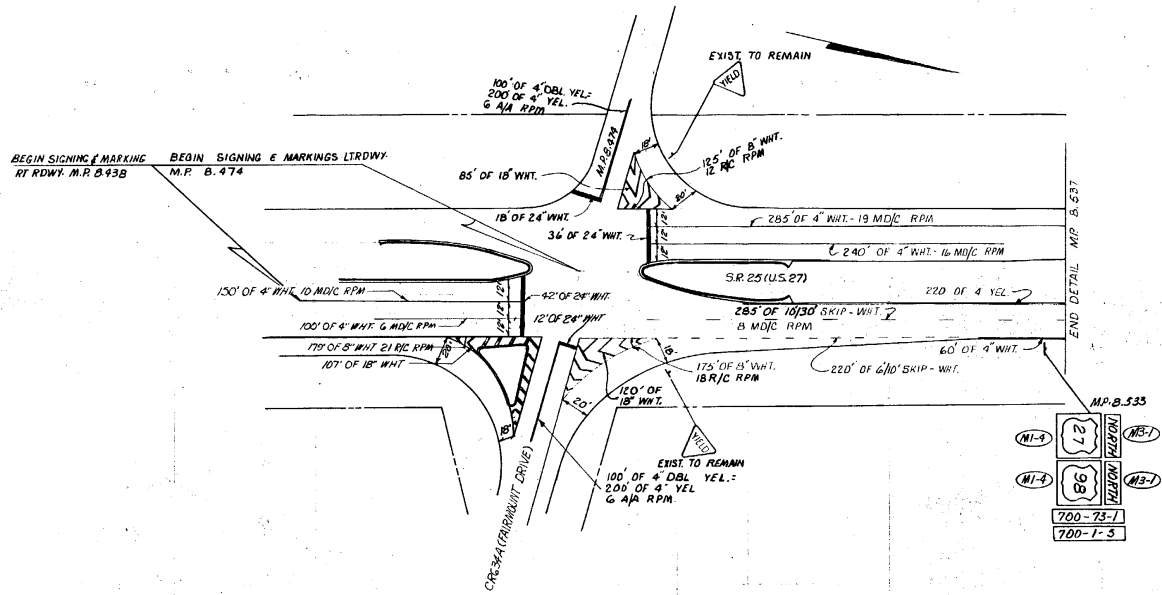 EXIST. TO REMAIN
YIELD
100' OF 4" DBL YEL.=
200' OF 4" YEL.
6 A/A RPM
M.P. 8.474
BEGIN SIGNING & MARKING
RT RDWY. M.P. 8.438
BEGIN SIGNING & MARKINGS LT.RDWY.
M.P. 8.474
85' OF 18" WHT.
18'
125' OF 8" WHT.
12 R/C RPM
20'
18' OF 24" WHT.
36' OF 24" WHT.
12'
12'
12'
285' OF 4" WHT.- 19 MD/C RPM
240' OF 4" WHT.- 16 MD/C RPM
END DETAIL M.P. 8.537
S.R. 25 (U.S. 27)
150' OF 4" WHT 10 MD/C RPM
12'
12'
12'
42' OF 24" WHT.
220' OF 4" YEL.
285' OF 10'/30' SKIP - WHT.
8 MD/C RPM
100' OF 4" WHT. 6 MD/C RPM
12' OF 24" WHT
179' OF 8" WHT 21 R/C RPM
107' OF 18" WHT
28'
18'
175' OF 8" WHT.
18 R/C RPM
220' OF 6'/10' SKIP - WHT.
60' OF 4" WHT.
120' OF
18" WHT.
20'
18'
YIELD
EXIST. TO REMAIN
100' OF 4" DBL YEL.=
200' OF 4" YEL
6 A/A RPM.
C.R. 634A (FAIRMOUNT DRIVE)
M.P. 8.533
M1-4
27
NORTH
M3-1
M1-4
98
NORTH
M3-1
700-73-1
700-1-5